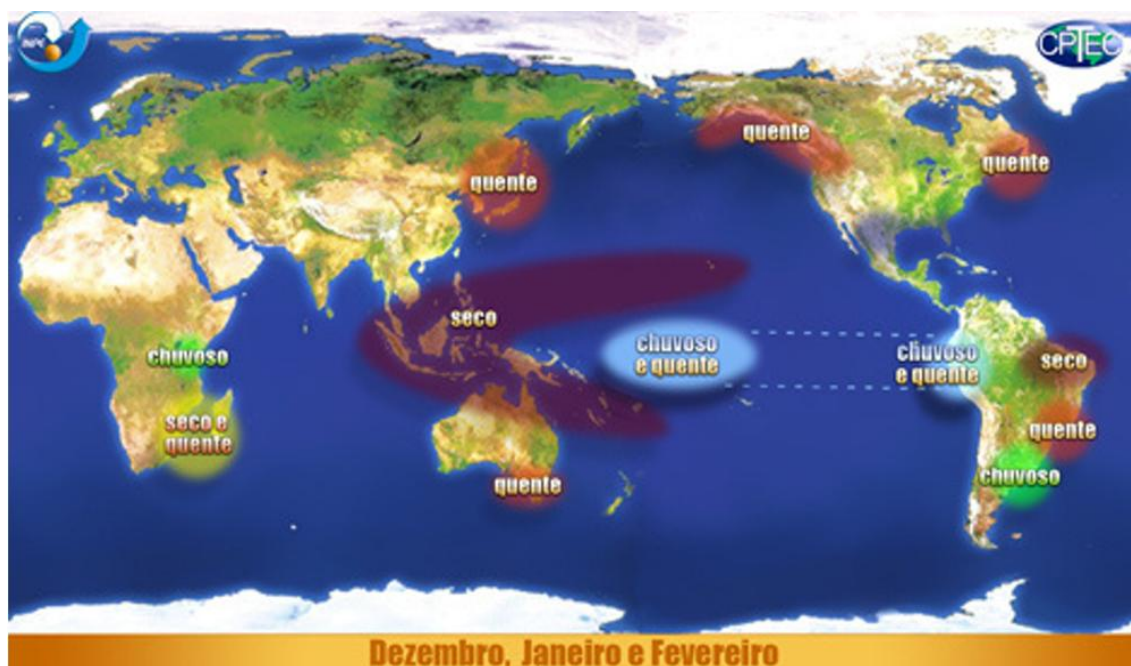 INPE
CPTEC
quente
quente
quente
seco
chuvoso
e quente
chuvoso
e quente
seco
chuvoso
seco e
quente
quente
quente
chuvoso
Dezembro, Janeiro e Fevereiro